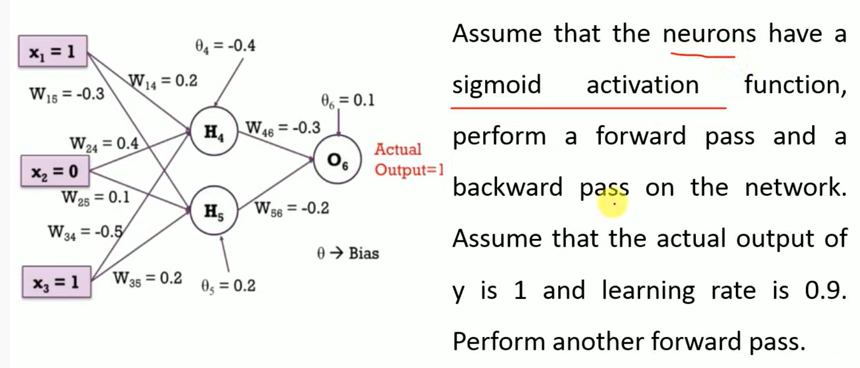 x₁ = 1
θ₄ = -0.4
W₁₄ = 0.2
W₁₅ = -0.3
θ₆ = 0.1
H₄
W₄₆ = -0.3
W₂₄ = 0.4
x₂ = 0
O₆
Actual
Output=1
W₂₅ = 0.1
H₅
W₅₆ = -0.2
W₃₄ = -0.5
θ → Bias
x₃ = 1
W₃₅ = 0.2
θ₅ = 0.2
Assume that the neurons have a
sigmoid activation function,
perform a forward pass and a
backward pass on the network.
Assume that the actual output of
y is 1 and learning rate is 0.9.
Perform another forward pass.